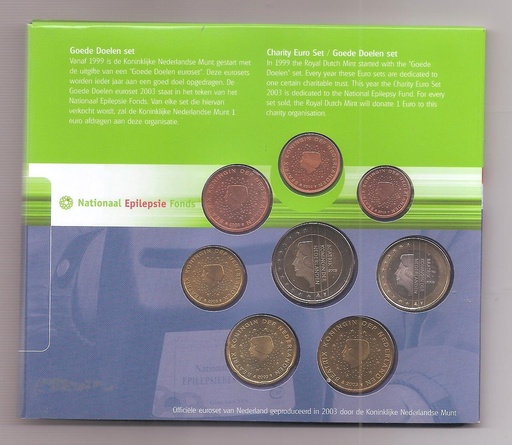 Goede Doelen set
Vanaf 1999 is de Koninklijke Nederlandse Munt gestart met
de uitgifte van een "Goede Doelen euroset". Deze eurosets
worden ieder jaar aan een goed doel opgedragen. De
Goede Doelen euroset 2003 staat in het teken van het
Nationaal Epilepsie Fonds. Van elke set die hiervan
verkocht wordt, zal de Koninklijke Nederlandse Munt 1
euro afdragen aan deze organisatie.
Charity Euro Set / Goede Doelen set
In 1999 the Royal Dutch Mint started with the "Goede
Doelen" set. Every year these Euro sets are dedicated to
one certain charitable trust. This year the Charity Euro Set
2003 is dedicated to the National Epilepsy Fund. For every
set sold, the Royal Dutch Mint will donate 1 Euro to this
charity organisation.
Nationaal Epilepsie Fonds
BEATRIX KONINGIN DER NEDERLANDEN
Officiële euroset van Nederland geproduceerd in 2003 door de Koninklijke Nederlandse Munt